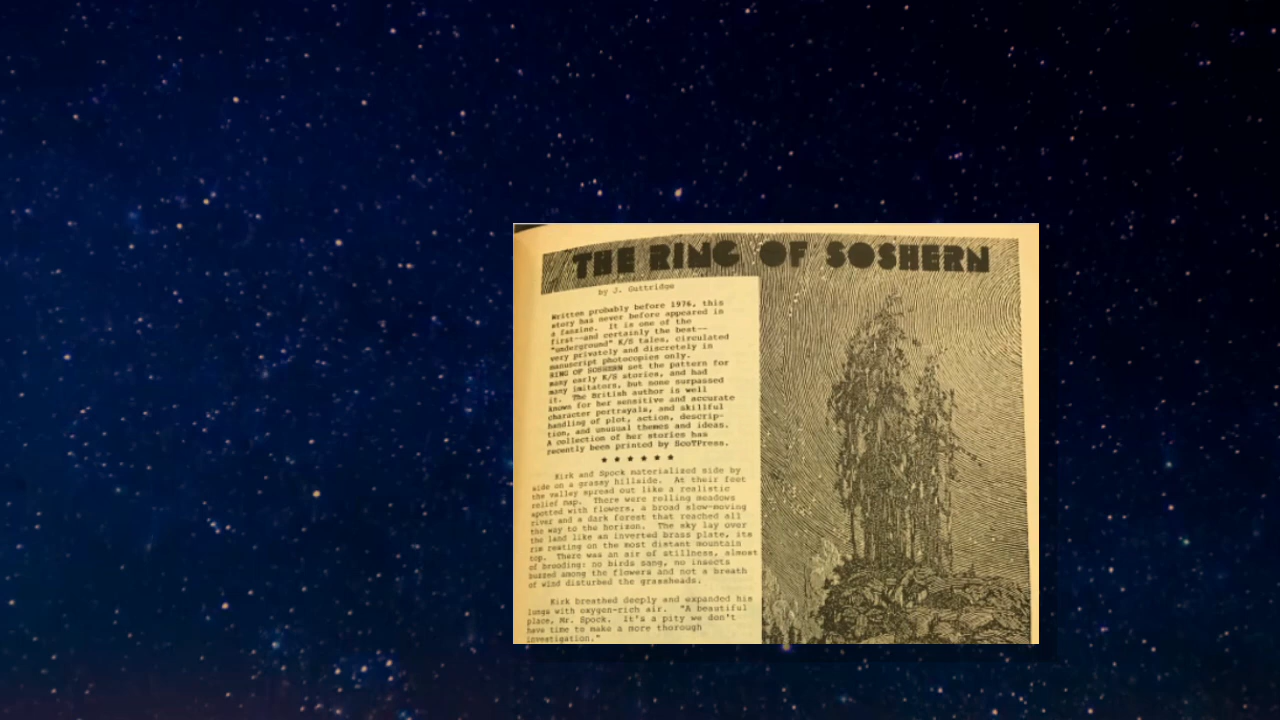 THE RING OF SOSHERN
by J. Guttridge
Written probably before 1976, this
story has never before appeared in
a fanzine. It is one of the
first--and certainly the best--
"underground" K/S tales, circulated
very privately and discretely in
manuscript photocopies only.
RING OF SOSHERN set the pattern for
many early K/S stories, and had
many imitators, but none surpassed
it. The British author is well
known for her sensitive and accurate
character portrayals, and skillful
handling of plot, action, descrip-
tion, and unusual themes and ideas.
A collection of her stories has
recently been printed by ScoTPress.
* * * * * *
Kirk and Spock materialized side by
side on a grassy hillside. At their feet
the valley spread out like a realistic
relief map. There were rolling meadows
spotted with flowers, a broad slow-moving
river and a dark forest that reached all
the way to the horizon. The sky lay over
the land like an inverted brass plate, its
rim resting on the most distant mountain
top. There was an air of stillness, almost
of brooding: no birds sang, no insects
buzzed among the flowers and not a breath
of wind disturbed the grassheads.
Kirk breathed deeply and expanded his
lungs with oxygen-rich air. "A beautiful
place, Mr. Spock. It's a pity we don't
have time to make a more thorough
investigation."